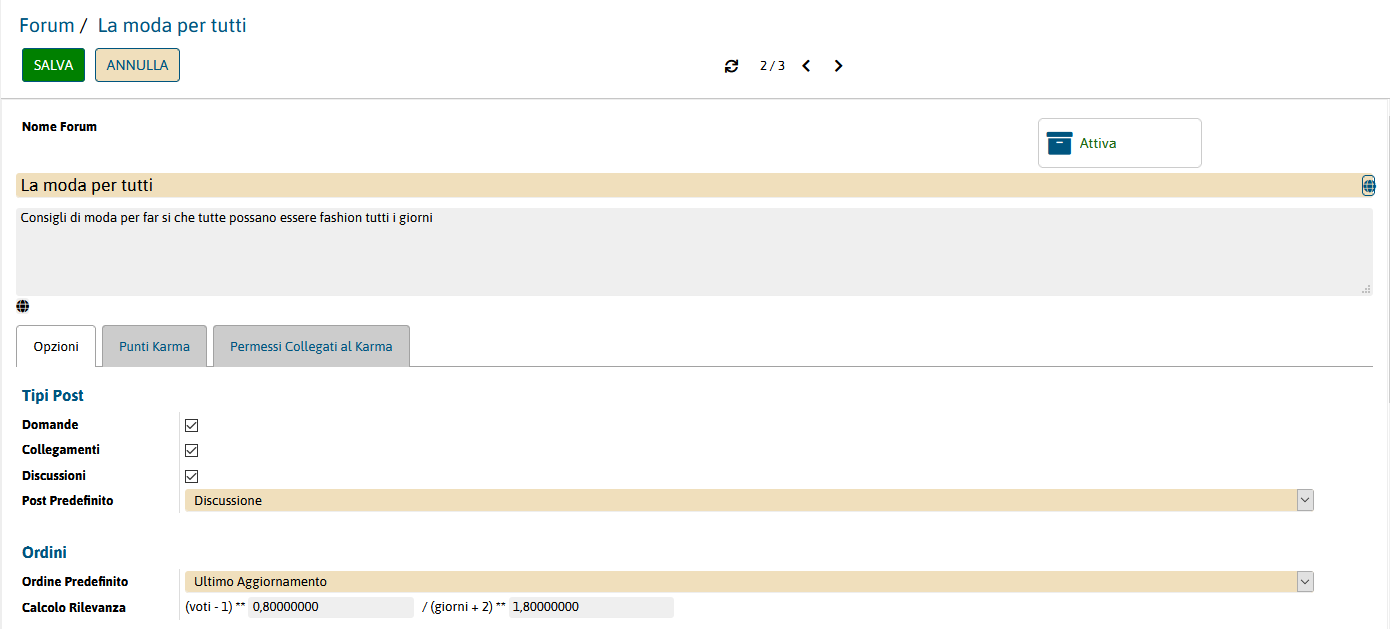 Forum / La moda per tutti
SALVA ANNULLA 2 / 3
Nome Forum
Attiva
La moda per tutti
Consigli di moda per far si che tutte possano essere fashion tutti i giorni
Opzioni Punti Karma Permessi Collegati al Karma
Tipi Post
Domande
Collegamenti
Discussioni
Post Predefinito Discussione
Ordini
Ordine Predefinito Ultimo Aggiornamento
Calcolo Rilevanza (voti - 1) ** 0,80000000 / (giorni + 2) ** 1,80000000